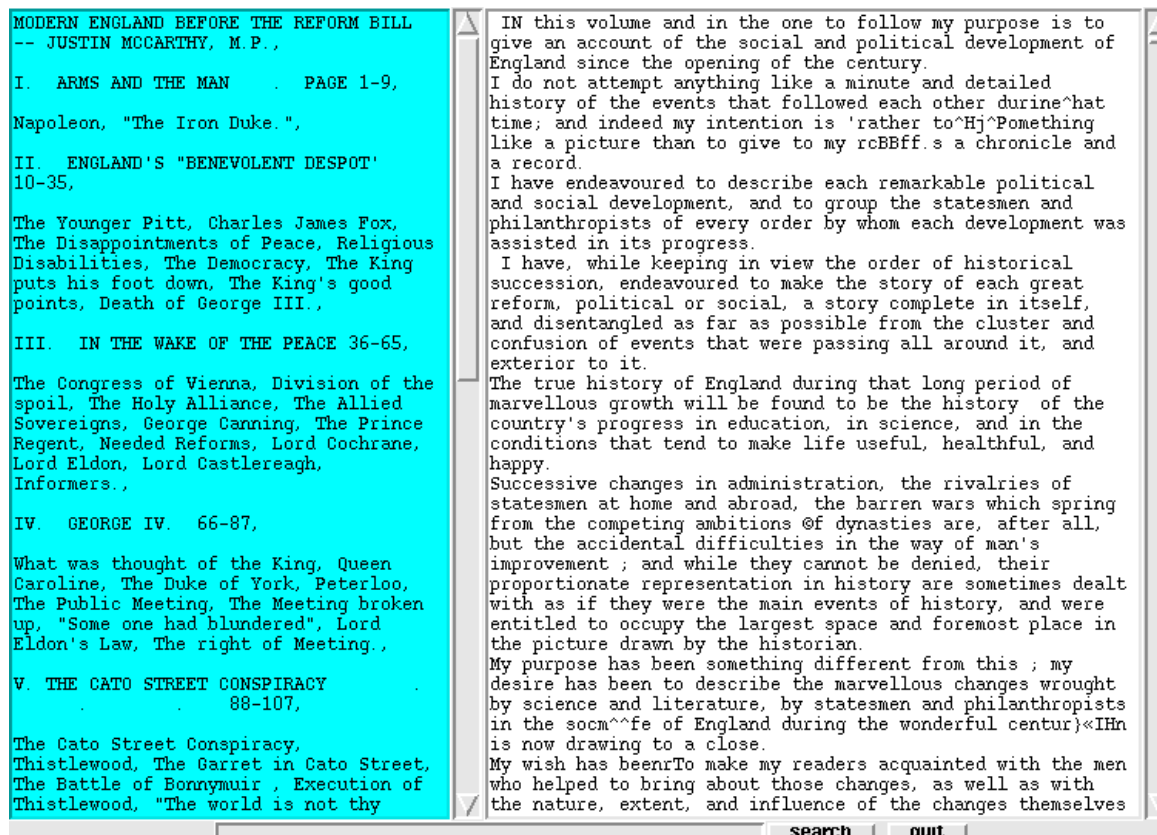 MODERN ENGLAND BEFORE THE REFORM BILL
-- JUSTIN MCCARTHY, M.P.,
I.  ARMS AND THE MAN    .  PAGE 1-9,
Napoleon, "The Iron Duke.",
II.  ENGLAND'S "BENEVOLENT DESPOT'
10-35,
The Younger Pitt, Charles James Fox,
The Disappointments of Peace, Religious
Disabilities, The Democracy, The King
puts his foot down, The King's good
points, Death of George III.,
III.  IN THE WAKE OF THE PEACE 36-65,
The Congress of Vienna, Division of the
spoil, The Holy Alliance, The Allied
Sovereigns, George Canning, The Prince
Regent, Needed Reforms, Lord Cochrane,
Lord Eldon, Lord Castlereagh,
Informers.,
IV.  GEORGE IV.  66-87,
What was thought of the King, Queen
Caroline, The Duke of York, Peterloo,
The Public Meeting, The Meeting broken
up, "Some one had blundered", Lord
Eldon's Law, The right of Meeting.,
V. THE CATO STREET CONSPIRACY       .
.       .    88-107,
The Cato Street Conspiracy,
Thistlewood, The Garret in Cato Street,
The Battle of Bonnymuir , Execution of
Thistlewood, "The world is not thy
IN this volume and in the one to follow my purpose is to
give an account of the social and political development of
England since the opening of the century.
I do not attempt anything like a minute and detailed
history of the events that followed each other durine^hat
time; and indeed my intention is 'rather to^Hj^Pomething
like a picture than to give to my rcBBff.s a chronicle and
a record.
I have endeavoured to describe each remarkable political
and social development, and to group the statesmen and
philanthropists of every order by whom each development was
assisted in its progress.
I have, while keeping in view the order of historical
succession, endeavoured to make the story of each great
reform, political or social, a story complete in itself,
and disentangled as far as possible from the cluster and
confusion of events that were passing all around it, and
exterior to it.
The true history of England during that long period of
marvellous growth will be found to be the history  of the
country's progress in education, in science, and in the
conditions that tend to make life useful, healthful, and
happy.
Successive changes in administration, the rivalries of
statesmen at home and abroad, the barren wars which spring
from the competing ambitions ©f dynasties are, after all,
but the accidental difficulties in the way of man's
improvement ; and while they cannot be denied, their
proportionate representation in history are sometimes dealt
with as if they were the main events of history, and were
entitled to occupy the largest space and foremost place in
the picture drawn by the historian.
My purpose has been something different from this ; my
desire has been to describe the marvellous changes wrought
by science and literature, by statesmen and philanthropists
in the socm^^fe of England during the wonderful centur}«IHn
is now drawing to a close.
My wish has beenrTo make my readers acquainted with the men
who helped to bring about those changes, as well as with
the nature, extent, and influence of the changes themselves
search quit